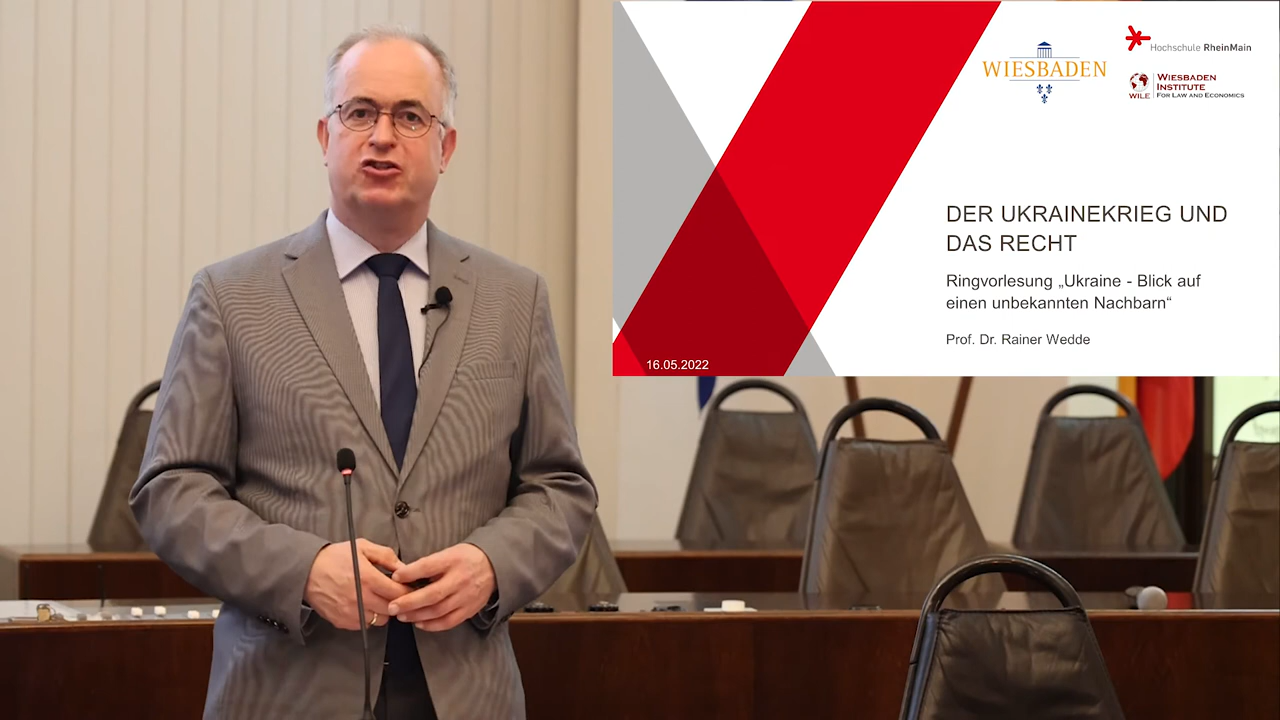 WIESBADEN
Hochschule RheinMain
WILE
WIESBADEN
INSTITUTE
FOR LAW AND ECONOMICS
DER UKRAINEKRIEG UND
DAS RECHT
Ringvorlesung „Ukraine - Blick auf
einen unbekannten Nachbarn“
Prof. Dr. Rainer Wedde
16.05.2022